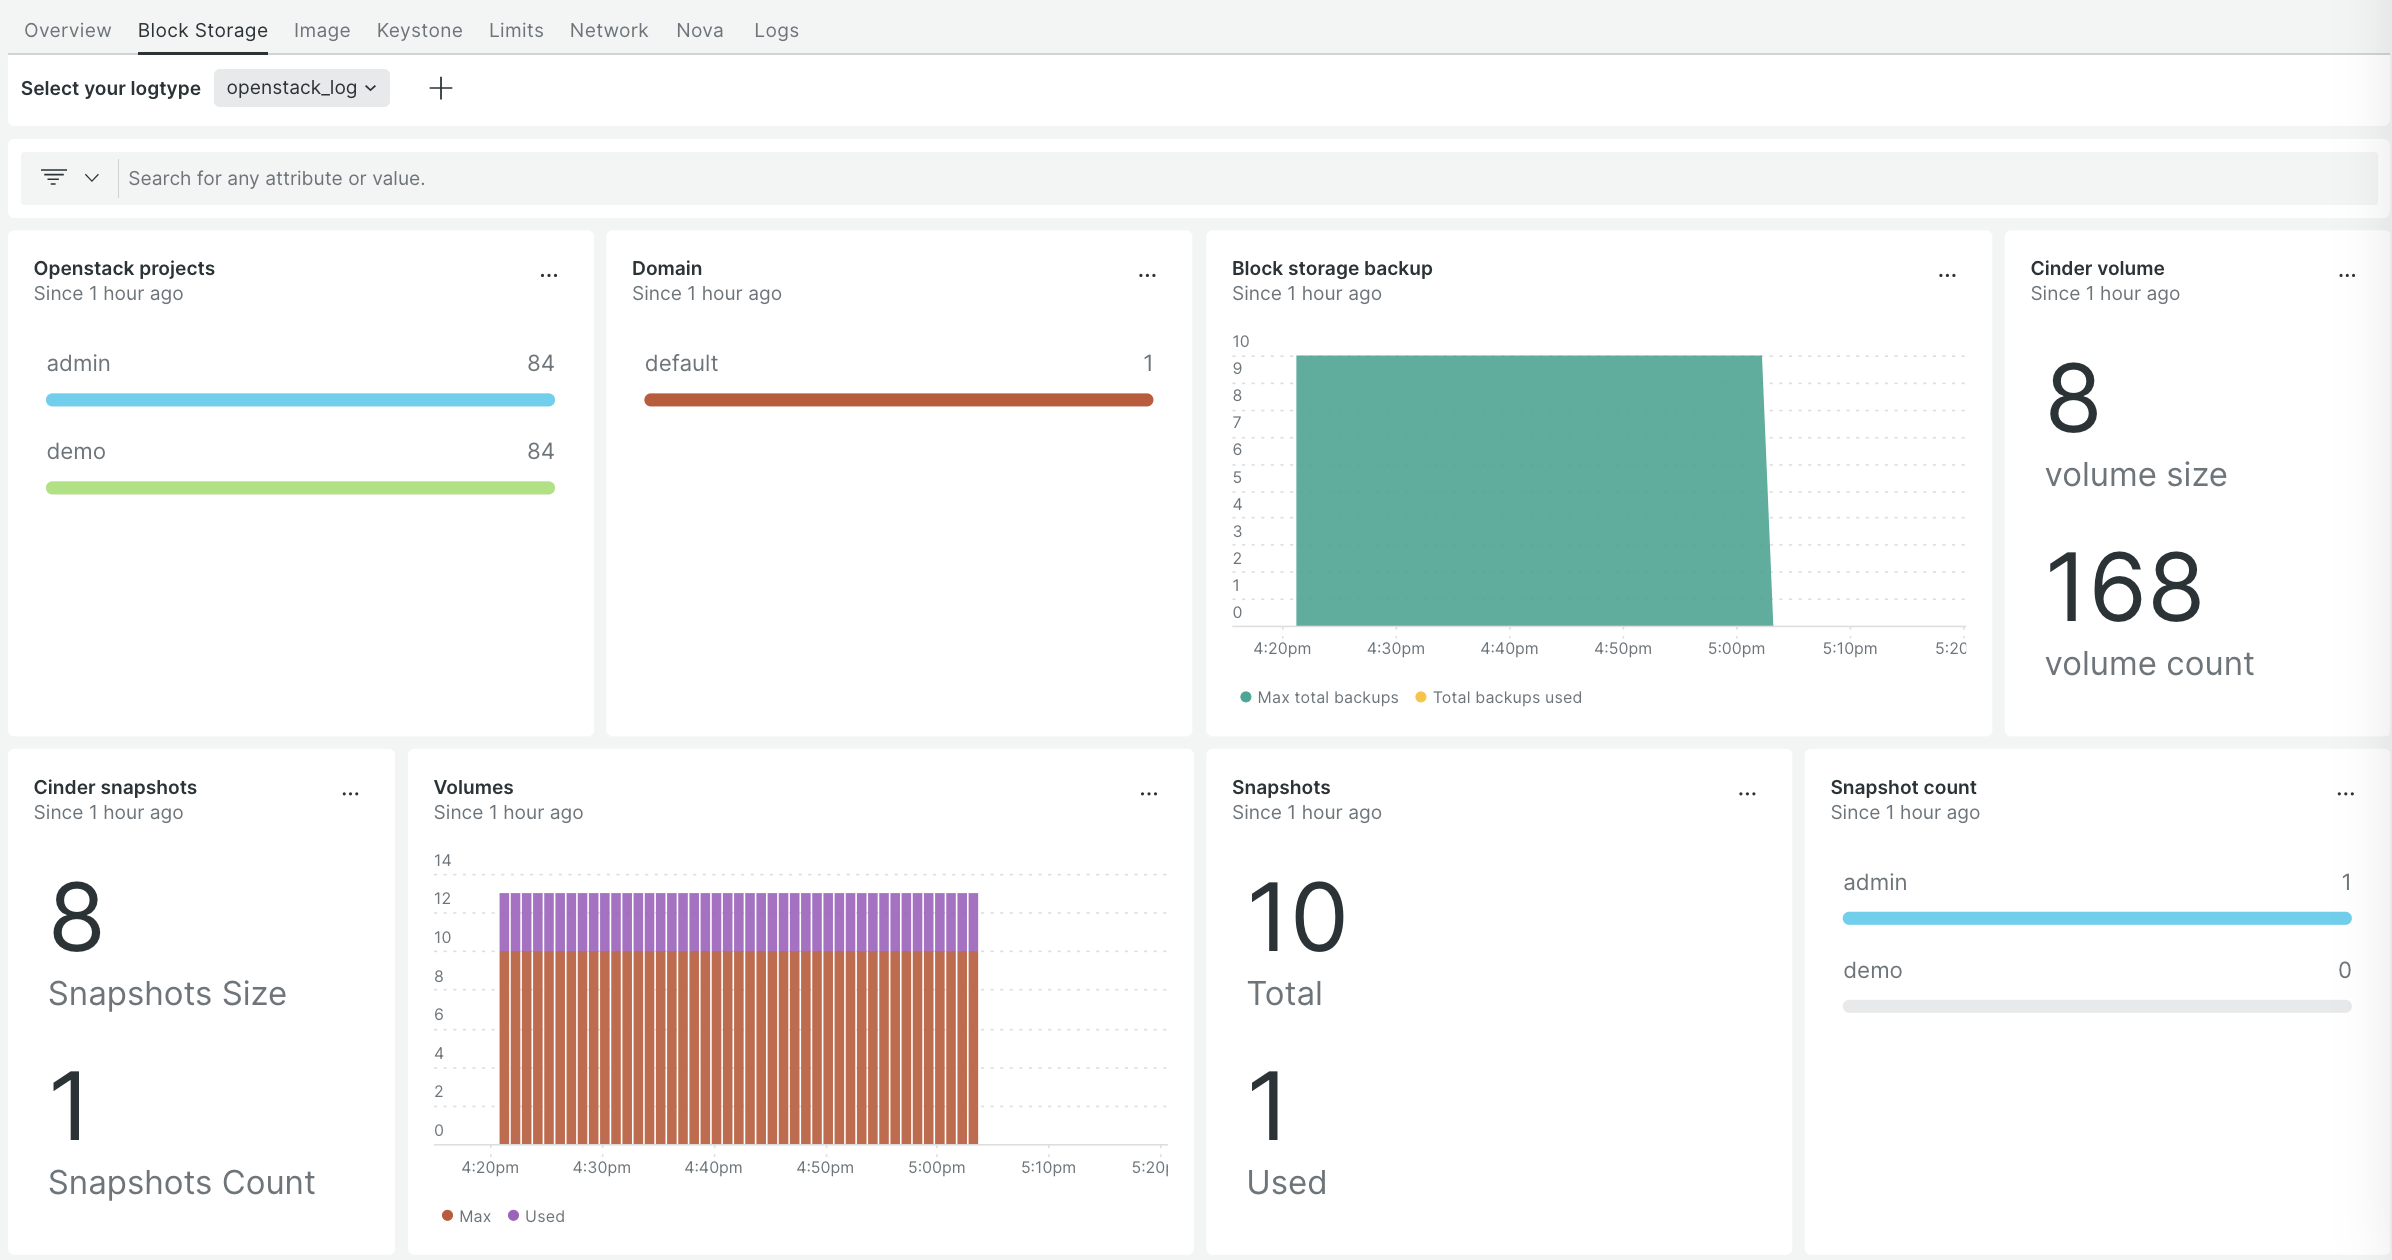 Overview Block Storage Image Keystone Limits Network Nova Logs
Select your logtype openstack_log
Search for any attribute or value.
Openstack projects
Since 1 hour ago
admin 84
demo 84
Domain
Since 1 hour ago
default 1
Block storage backup
Since 1 hour ago
10
9
8
7
6
5
4
3
2
1
0
4:20pm 4:30pm 4:40pm 4:50pm 5:00pm 5:10pm 5:20
Max total backups Total backups used
Cinder volume
Since 1 hour ago
8
volume size
168
volume count
Cinder snapshots
Since 1 hour ago
8
Snapshots Size
1
Snapshots Count
Volumes
Since 1 hour ago
14
12
10
8
6
4
2
0
4:20pm 4:30pm 4:40pm 4:50pm 5:00pm 5:10pm 5:20p
Max Used
Snapshots
Since 1 hour ago
10
Total
1
Used
Snapshot count
Since 1 hour ago
admin 1
demo 0